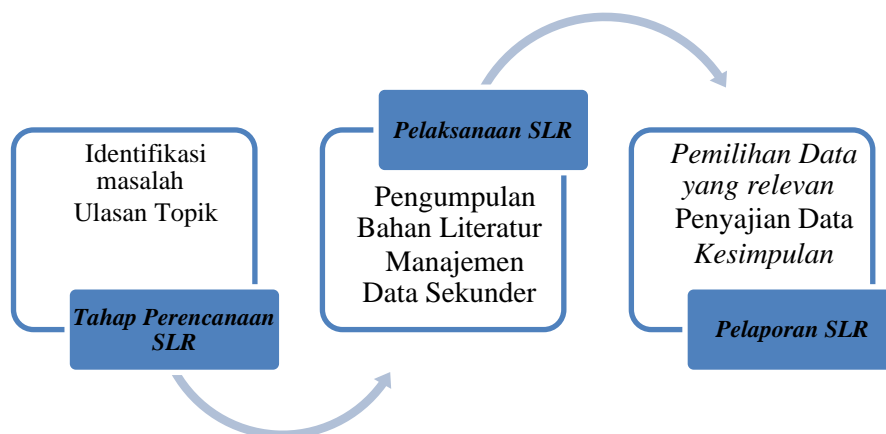 Identifikasi
masalah
Ulasan Topik
Tahap Perencanaan
SLR
Pelaksanaan SLR
Pengumpulan
Bahan Literatur
Manajemen
Data Sekunder
Pemilihan Data
yang relevan
Penyajian Data
Kesimpulan
Pelaporan SLR